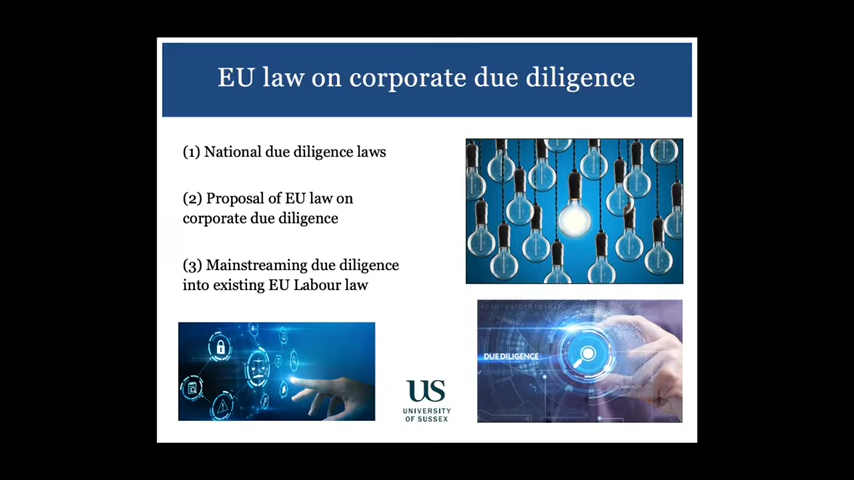 EU law on corporate due diligence
(1) National due diligence laws
(2) Proposal of EU law on
corporate due diligence
(3) Mainstreaming due diligence
into existing EU Labour law
DUE DILIGENCE
US
UNIVERSITY
OF SUSSEX